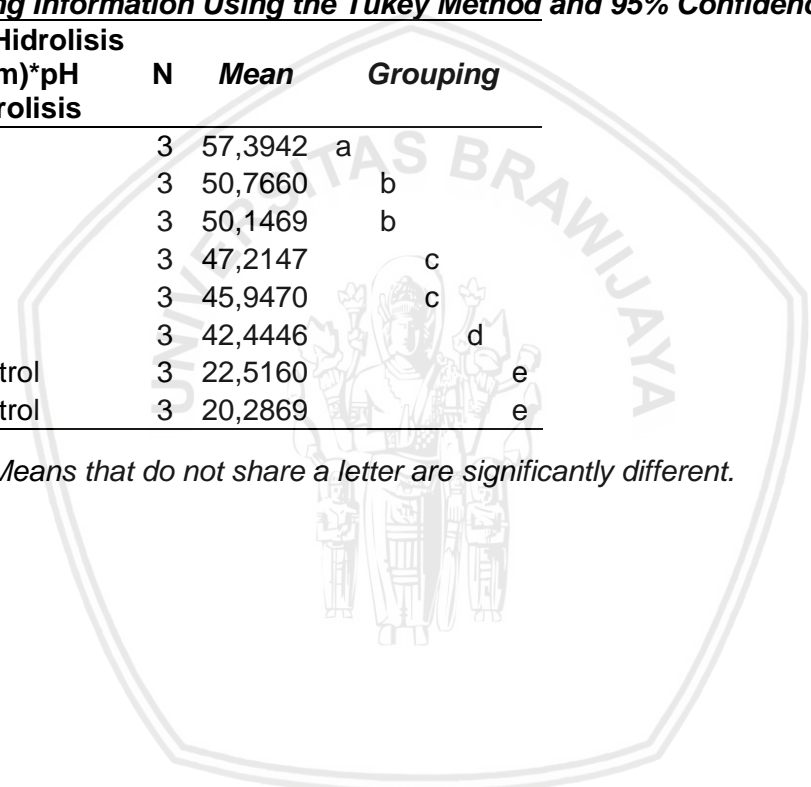 Information Using the Tukey Method and 95%
Hidrolisis
)*pH N Mean Grouping
3 57,3942 a
3 50,7660 b
3 50,1469 b
3 47,2147 c
3 45,9470 c
3 42,4446 d
trol 3 22,5160 e
trol 3 20,2869 e
Means that do not share a letter are significantly different.
UNIVERSITAS BRAWIJAYA